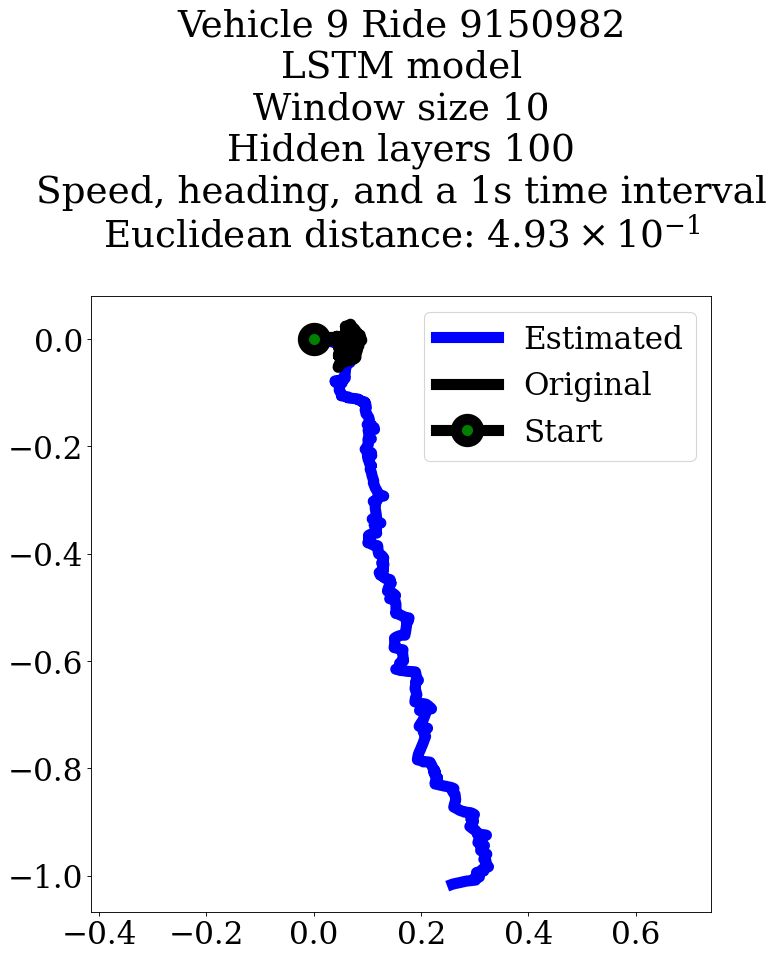 Vehicle 9 Ride 9150982
LSTM model
Window size 10
Hidden layers 100
Speed, heading, and a 1s time interval
Euclidean distance: 4.93 × 10⁻¹
Estimated
Original
Start
0.0
−0.2
−0.4
−0.6
−0.8
−1.0
−0.4 −0.2 0.0 0.2 0.4 0.6